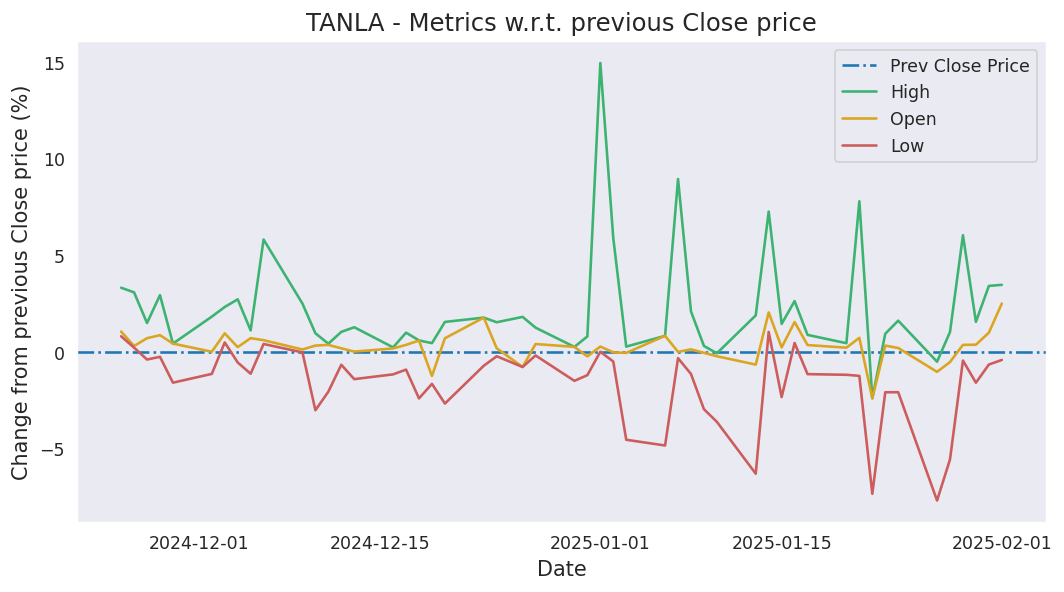 TANLA - Metrics w.r.t. previous Close price
Change from previous Close price (%)
15
10
5
0
−5
Prev Close Price
High
Open
Low
2024-12-01
2024-12-15
2025-01-01
2025-01-15
2025-02-01
Date